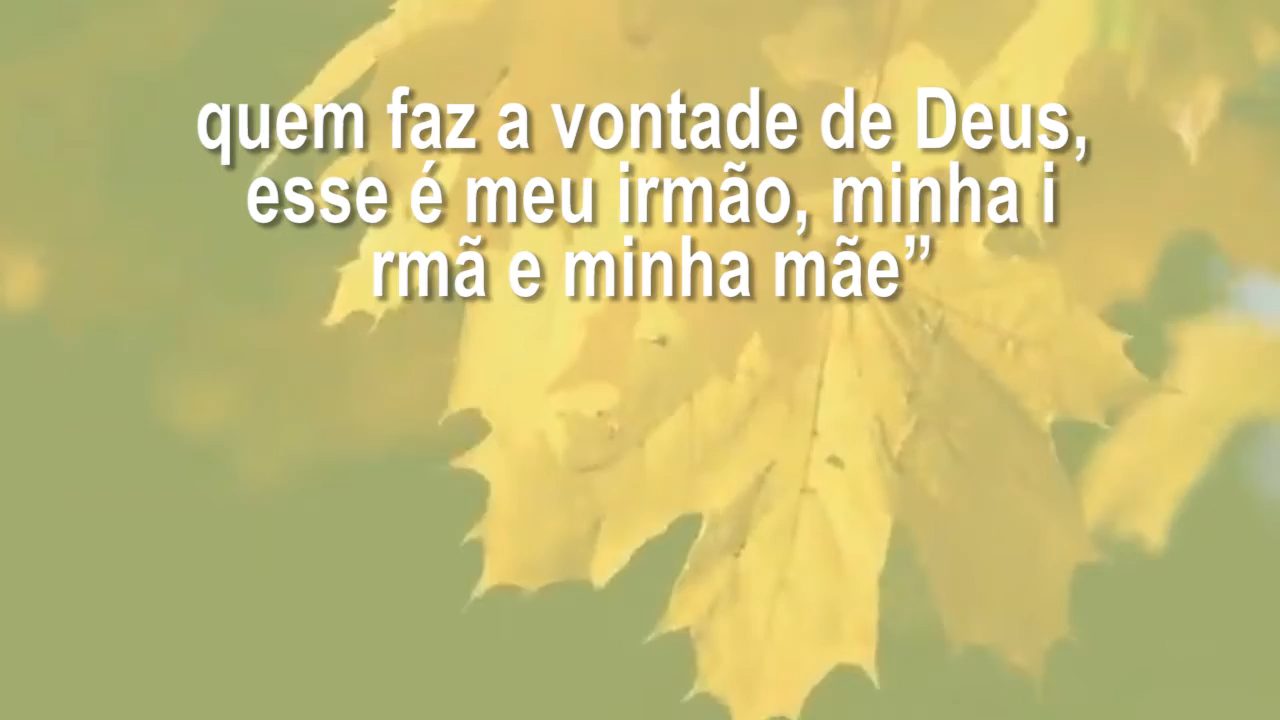 quem faz a vontade de Deus,
esse é meu irmão, minha i
rmã e minha mãe”